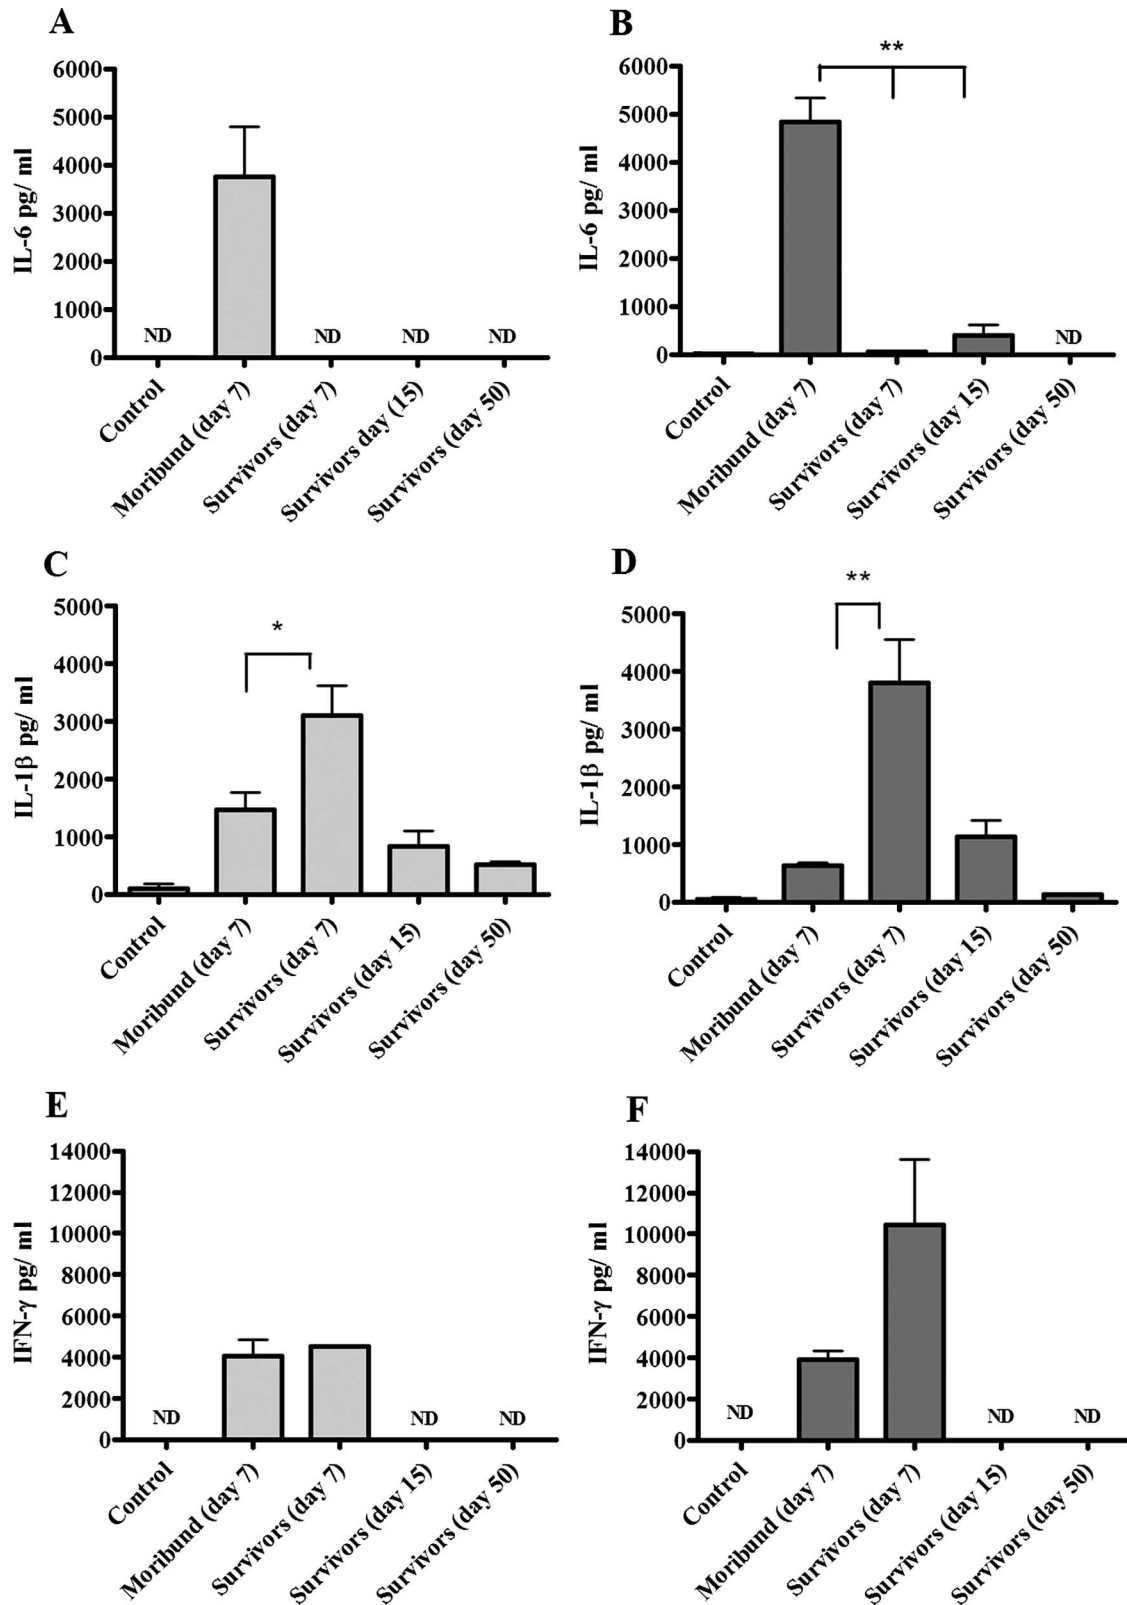 A
6000
5000
4000
3000
2000
1000
0
IL-6 pg/ ml
ND
ND
ND
ND
Control
Moribund (day 7)
Survivors (day 7)
Survivors day (15)
Survivors (day 50)
B
**
6000
5000
4000
3000
2000
1000
0
IL-6 pg/ ml
ND
Control
Moribund (day 7)
Survivors (day 7)
Survivors (day 15)
Survivors (day 50)
C
*
5000
4000
3000
2000
1000
0
IL-1β pg/ ml
Control
Moribund (day 7)
Survivors (day 7)
Survivors (day 15)
Survivors (day 50)
D
**
5000
4000
3000
2000
1000
0
IL-1β pg/ ml
Control
Moribund (day 7)
Survivors (day 7)
Survivors (day 15)
Survivors (day 50)
E
14000
12000
10000
8000
6000
4000
2000
0
IFN-γ pg/ ml
ND
ND
ND
Control
Moribund (day 7)
Survivors (day 7)
Survivors (day 15)
Survivors (day 50)
F
14000
12000
10000
8000
6000
4000
2000
0
IFN-γ pg/ ml
ND
ND
ND
Control
Moribund (day 7)
Survivors (day 7)
Survivors (day 15)
Survivors (day 50)